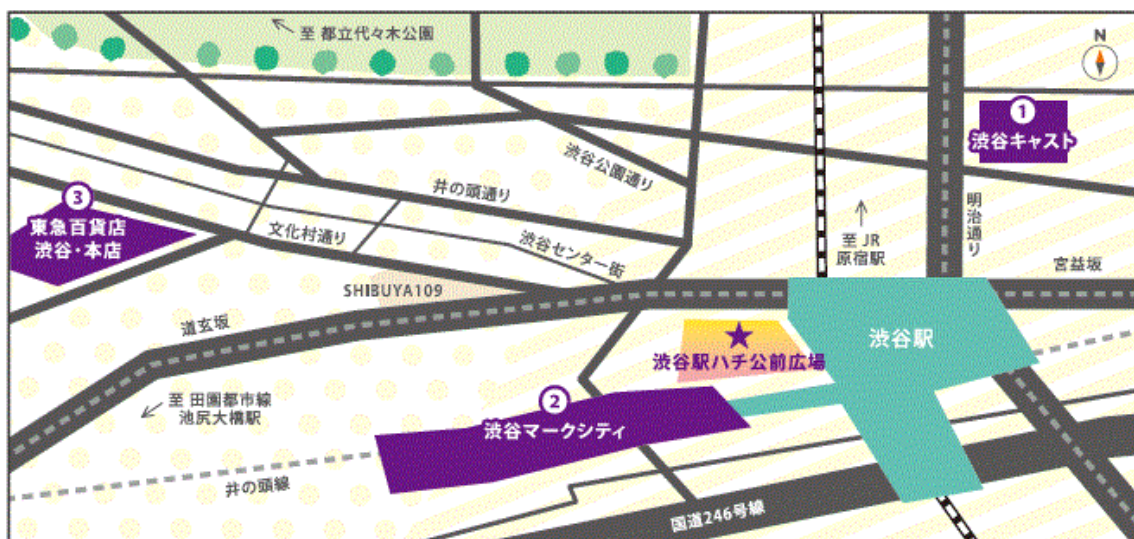 至 都立代々木公園
N
①
渋谷キャスト
渋谷公園通り
井の頭通り
③
東急百貨店
渋谷・本店
文化村通り
渋谷センター街
至 JR
原宿駅
明治通り
宮益坂
SHIBUYA109
道玄坂
渋谷駅
渋谷駅ハチ公前広場
至 田園都市線
池尻大橋駅
②
渋谷マークシティ
井の頭線
国道246号線